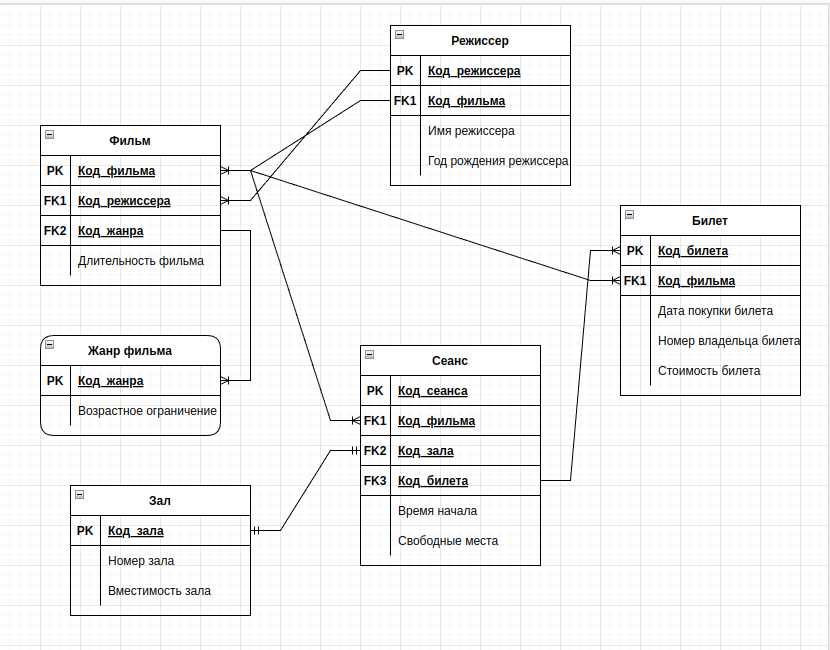 Режиссер
PK Код_режиссера
FK1 Код_фильма
Имя режиссера
Год рождения режиссера
Фильм
PK Код_фильма
FK1 Код_режиссера
FK2 Код_жанра
Длительность фильма
Билет
PK Код_билета
FK1 Код_фильма
Дата покупки билета
Номер владельца билета
Стоимость билета
Жанр фильма
PK Код_жанра
Возрастное ограничение
Сеанс
PK Код_сеанса
FK1 Код_фильма
FK2 Код_зала
FK3 Код_билета
Время начала
Свободные места
Зал
PK Код_зала
Номер зала
Вместимость зала